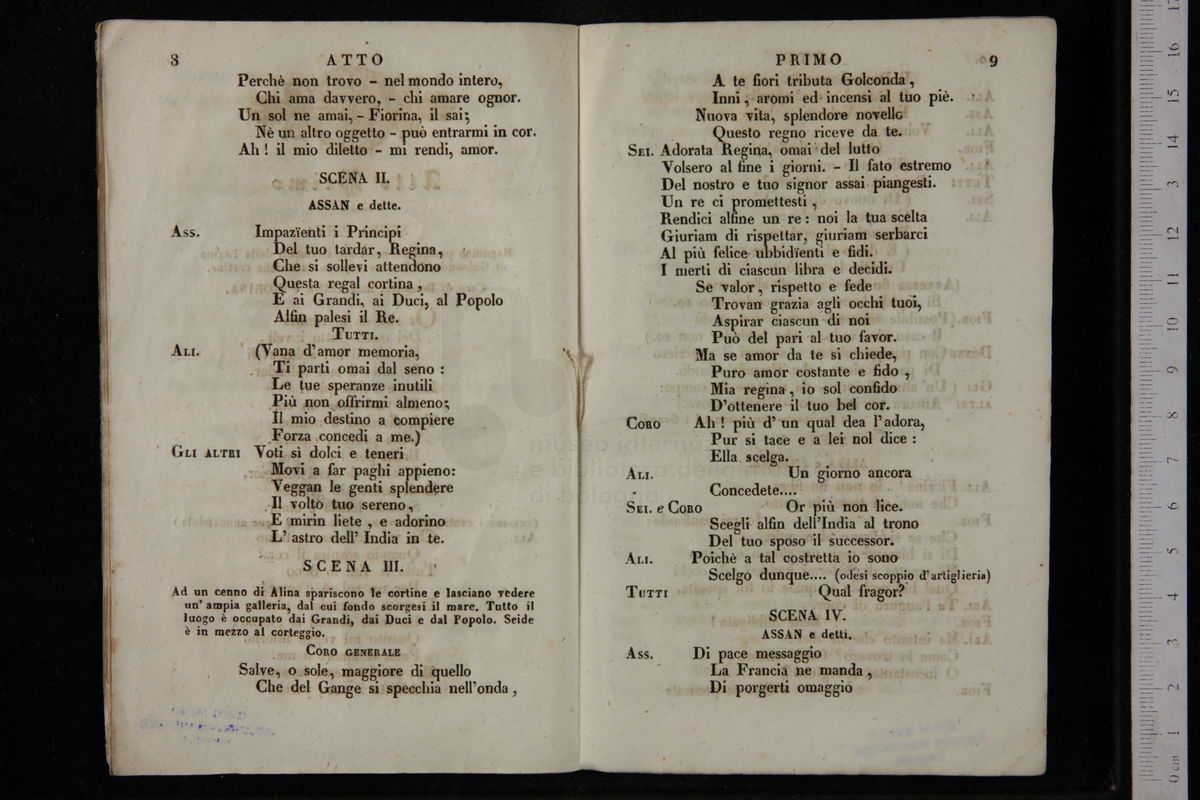 8 ATTO
Perchè non trovo – nel mondo intero,
Chi ama davvero, – chi amare ognor.
Un sol ne amai, – Fiorina, il sai;
Nè un altro oggetto – può entrarmi in cor.
Ah ! il mio diletto – mi rendi, amor.
SCENA II.
ASSAN e dette.
Ass. Impazïenti i Principi
Del tuo tardar, Regina,
Che si sollevi attendono
Questa regal cortina,
E ai Grandi, ai Duci, al Popolo
Alfin palesi il Re.
TUTTI.
ALI. (Vana d'amor memoria,
Ti parti omai dal seno :
Le tue speranze inutili
Più non offrirmi almeno;
Il mio destino a compiere
Forza concedi a me.)
GLI ALTRI Voti sì dolci e teneri
Movi a far paghi appieno:
Veggan le genti splendere
Il volto tuo sereno,
E mirin liete , e adorino
L' astro dell' India in te.
SCENA III.
Ad un cenno di Alina spariscono le cortine e lasciano vedere
un' ampia galleria, dal cui fondo scorgesi il mare. Tutto il
luogo è occupato dai Grandi, dai Duci e dal Popolo. Seide
è in mezzo al corteggio.
CORO GENERALE
Salve, o sole, maggiore di quello
Che del Gange si specchia nell'onda ,
PRIMO 9
A te fiori tributa Golconda ,
Inni , aromi ed incensi al tuo piè.
Nuova vita, splendore novello
Questo regno riceve da te.
SEI. Adorata Regina, omai del lutto
Volsero al fine i giorni. – Il fato estremo
Del nostro e tuo signor assai piangesti.
Un re ci promettesti ,
Rendici alfine un re : noi la tua scelta
Giuriam di rispettar, giuriam serbarci
Al più felice ubbidïenti e fidi.
I merti di ciascun libra e decidi.
Se valor , rispetto e fede
Trovan grazia agli occhi tuoi,
Aspirar ciascun di noi
Può del pari al tuo favor.
Ma se amor da te si chiede,
Puro amor costante e fido ,
Mia regina , io sol confido
D'ottenere il tuo bel cor.
CORO Ah ! più d' un qual dea l'adora,
Pur si tace e a lei nol dice :
Ella scelga.
ALI. Un giorno ancora
Concedete....
SEI. e CORO Or più non lice.
Scegli alfin dell'India al trono
Del tuo sposo il successor.
ALI. Poichè a tal costretta io sono
Scelgo dunque.... (odesi scoppio d'artiglieria)
TUTTI Qual fragor?
SCENA IV.
ASSAN e detti.
Ass. Di pace messaggio
La Francia ne manda ,
Di porgerti omaggio